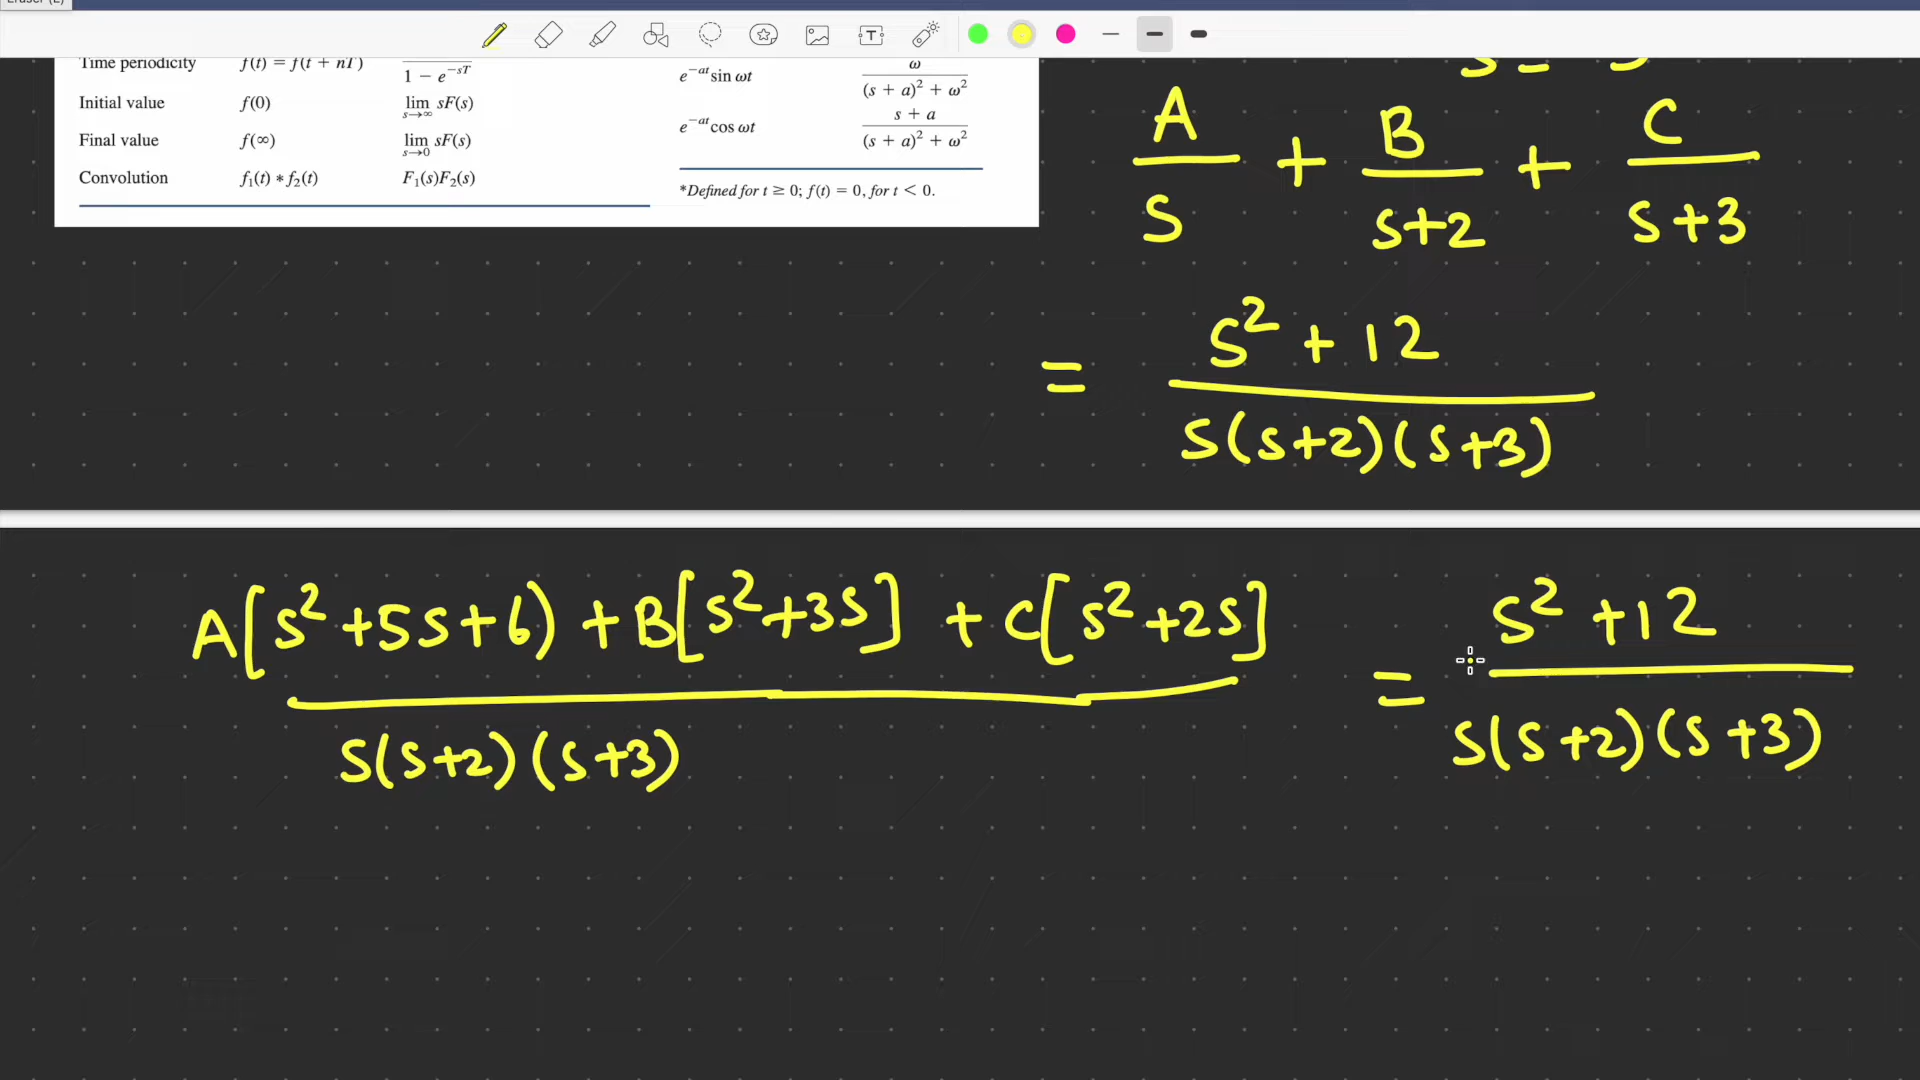 Time periodicity f(t) = f(t + nT) 1 − e^−sT
Initial value f(0) lim s→∞ sF(s)
Final value f(∞) lim s→0 sF(s)
Convolution f₁(t) * f₂(t) F₁(s)F₂(s)
e^−at sin ωt ω / (s + a)² + ω²
e^−at cos ωt s + a / (s + a)² + ω²
*Defined for t ≥ 0; f(t) = 0, for t < 0.
A/S + B/(S+2) + C/(S+3)
= (S² + 12) / S(S+2)(S+3)
A[S²+5S+6) + B[S²+3S] + C[S²+2S] = S² +12
S(S+2)(S+3) S(S+2)(S+3)